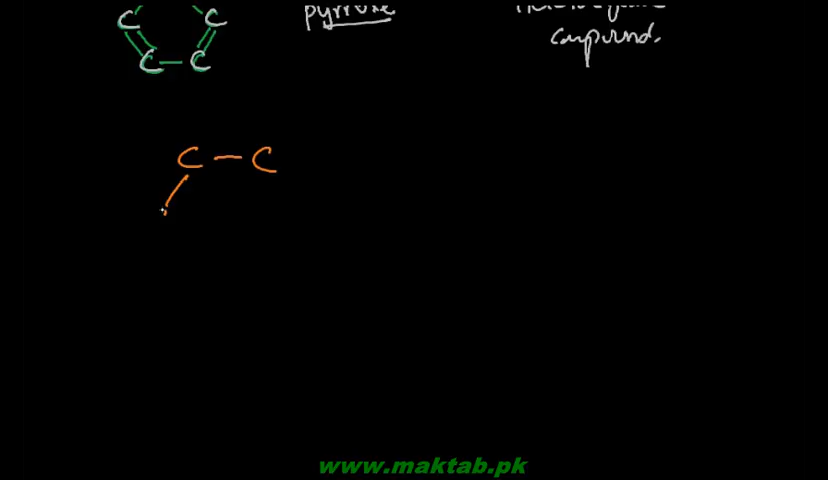 C C
pyrrole
compound.
C — C
C – C
www.maktab.pk